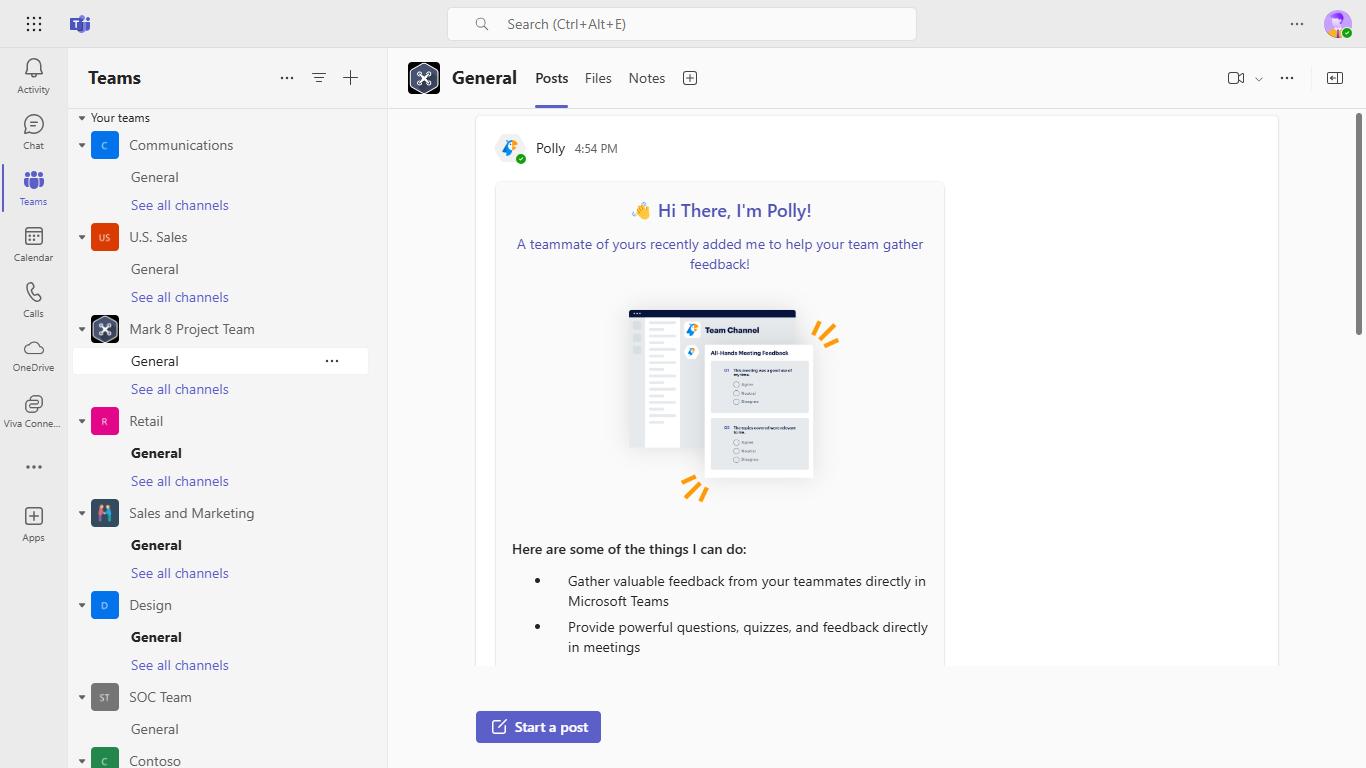 Search (Ctrl+Alt+E)
Activity
Chat
Teams
Calendar
Calls
OneDrive
Viva Conne...
Apps
Teams
Your teams
C
Communications
General
See all channels
US
U.S. Sales
General
See all channels
Mark 8 Project Team
General
See all channels
R
Retail
General
See all channels
Sales and Marketing
General
See all channels
D
Design
General
See all channels
ST
SOC Team
General
C
Contoso
General
Posts
Files
Notes
Polly
4:54 PM
👋 Hi There, I'm Polly!
A teammate of yours recently added me to help your team gather
feedback!
Team Channel
All-Hands Meeting Feedback
Q1 This meeting was a good use of
my time.
Agree
Neutral
Disagree
Q2 The topics covered were relevant
to me.
Agree
Neutral
Disagree
Here are some of the things I can do:
• Gather valuable feedback from your teammates directly in
Microsoft Teams
• Provide powerful questions, quizzes, and feedback directly
in meetings
Start a post